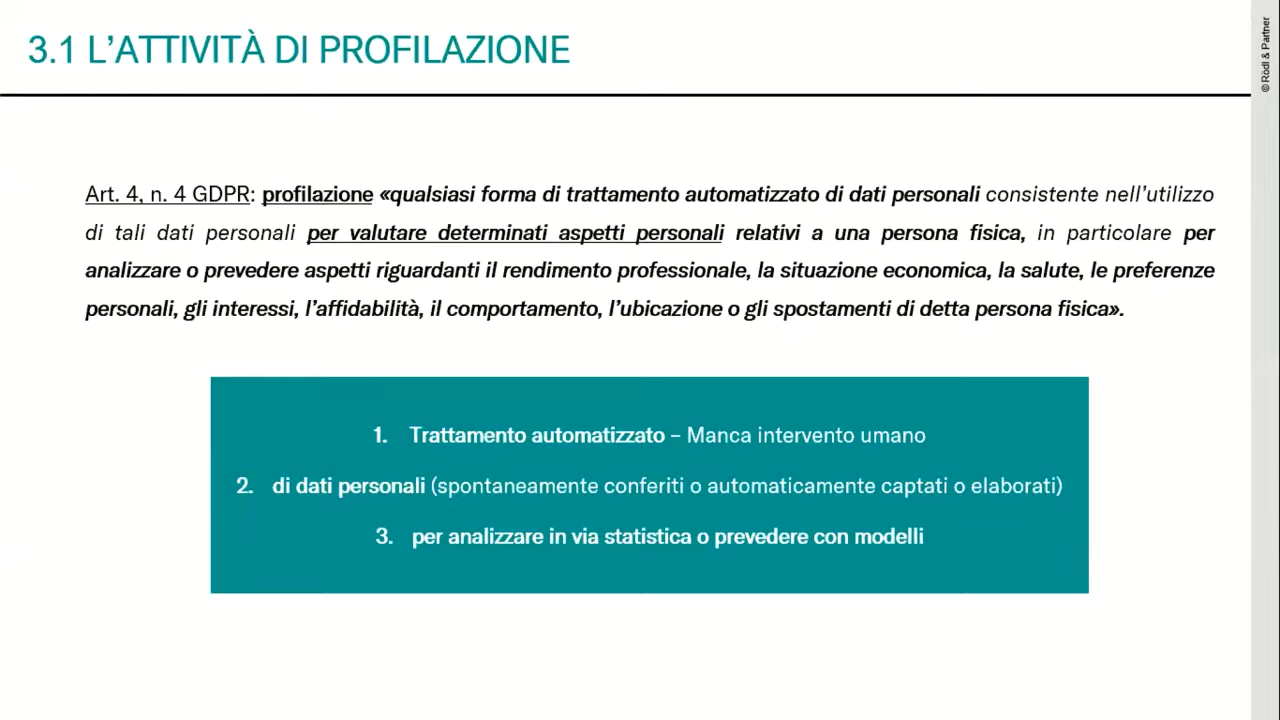 3.1 L'ATTIVITÀ DI PROFILAZIONE
© Rödl & Partner
Art. 4, n. 4 GDPR: profilazione «qualsiasi forma di trattamento automatizzato di dati personali consistente nell'utilizzo
di tali dati personali per valutare determinati aspetti personali relativi a una persona fisica, in particolare per
analizzare o prevedere aspetti riguardanti il rendimento professionale, la situazione economica, la salute, le preferenze
personali, gli interessi, l'affidabilità, il comportamento, l'ubicazione o gli spostamenti di detta persona fisica».
1. Trattamento automatizzato – Manca intervento umano
2. di dati personali (spontaneamente conferiti o automaticamente captati o elaborati)
3. per analizzare in via statistica o prevedere con modelli